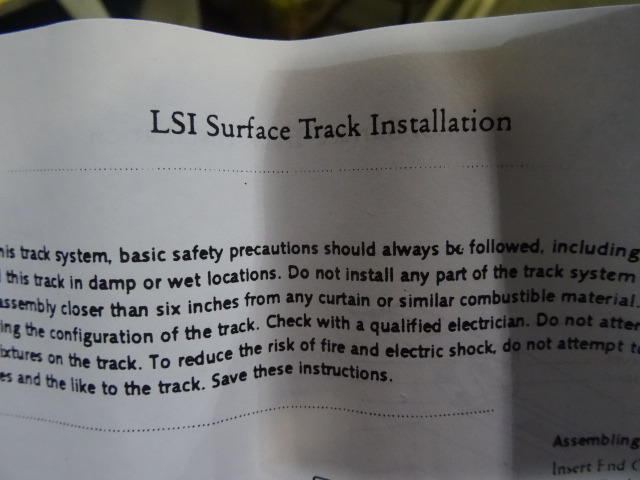 LSI Surface Track Installation
his track system, basic safety precautions should always be followed, including
this track in damp or wet locations. Do not install any part of the track system
assembly closer than six inches from any curtain or similar combustible material.
ing the configuration of the track. Check with a qualified electrician. Do not atte
ixtures on the track. To reduce the risk of fire and electric shock, do not attempt t
es and the like to the track. Save these instructions.
Assembling
Insert End C